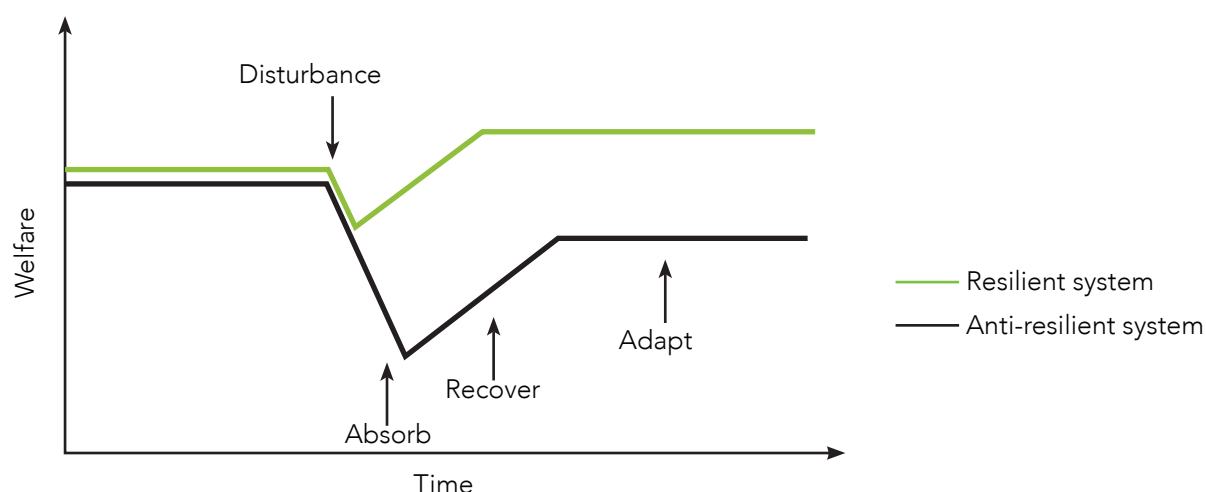 Disturbance
Welfare
Resilient system
Anti-resilient system
Adapt
Recover
Absorb
Time